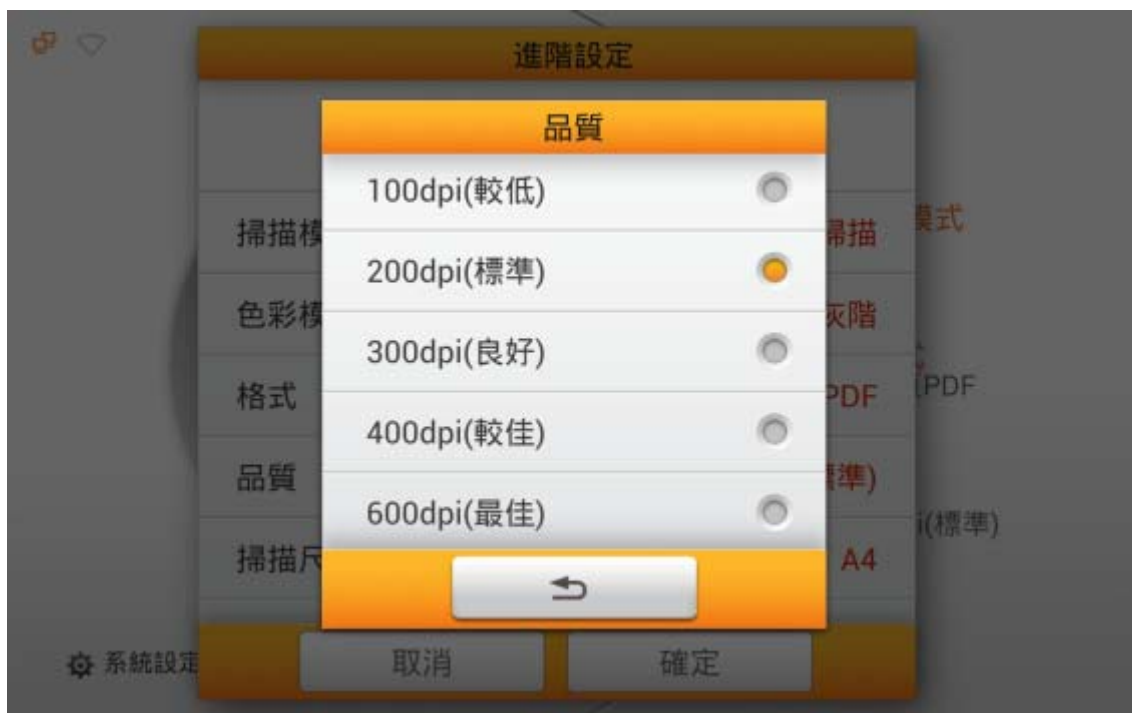 進階設定
品質
100dpi(較低)
200dpi(標準)
300dpi(良好)
400dpi(較佳)
600dpi(最佳)
掃描模
掃描
模式
色彩模
灰階
格式
PDF
PDF
品質
標準)
i(標準)
掃描尺
A4
取消
確定
系統設定